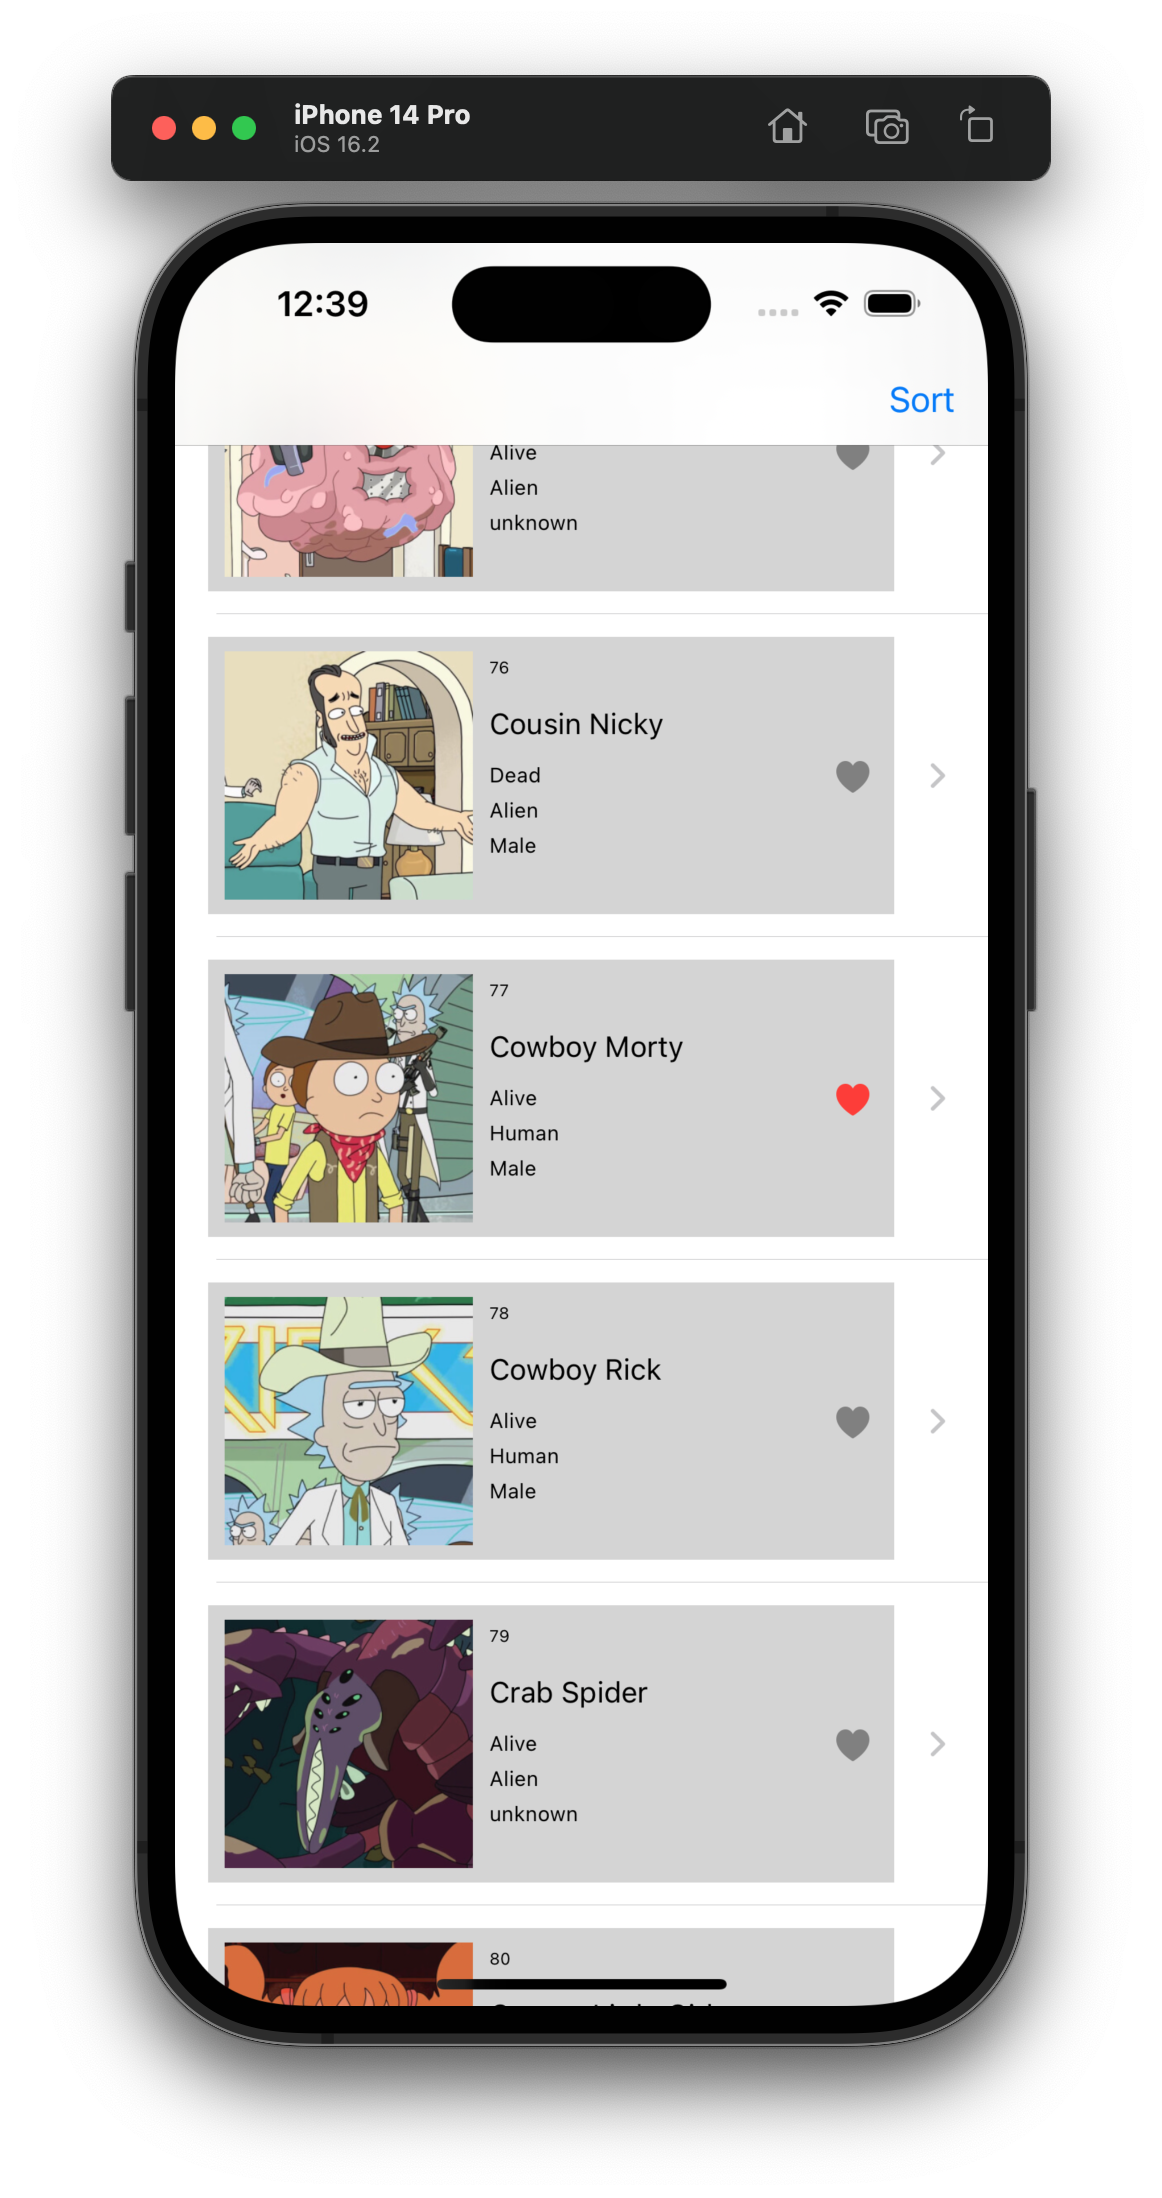 iPhone 14 Pro
iOS 16.2
12:39
Sort
Alive
Alien
unknown
76
Cousin Nicky
Dead
Alien
Male
77
Cowboy Morty
Alive
Human
Male
78
Cowboy Rick
Alive
Human
Male
79
Crab Spider
Alive
Alien
unknown
80